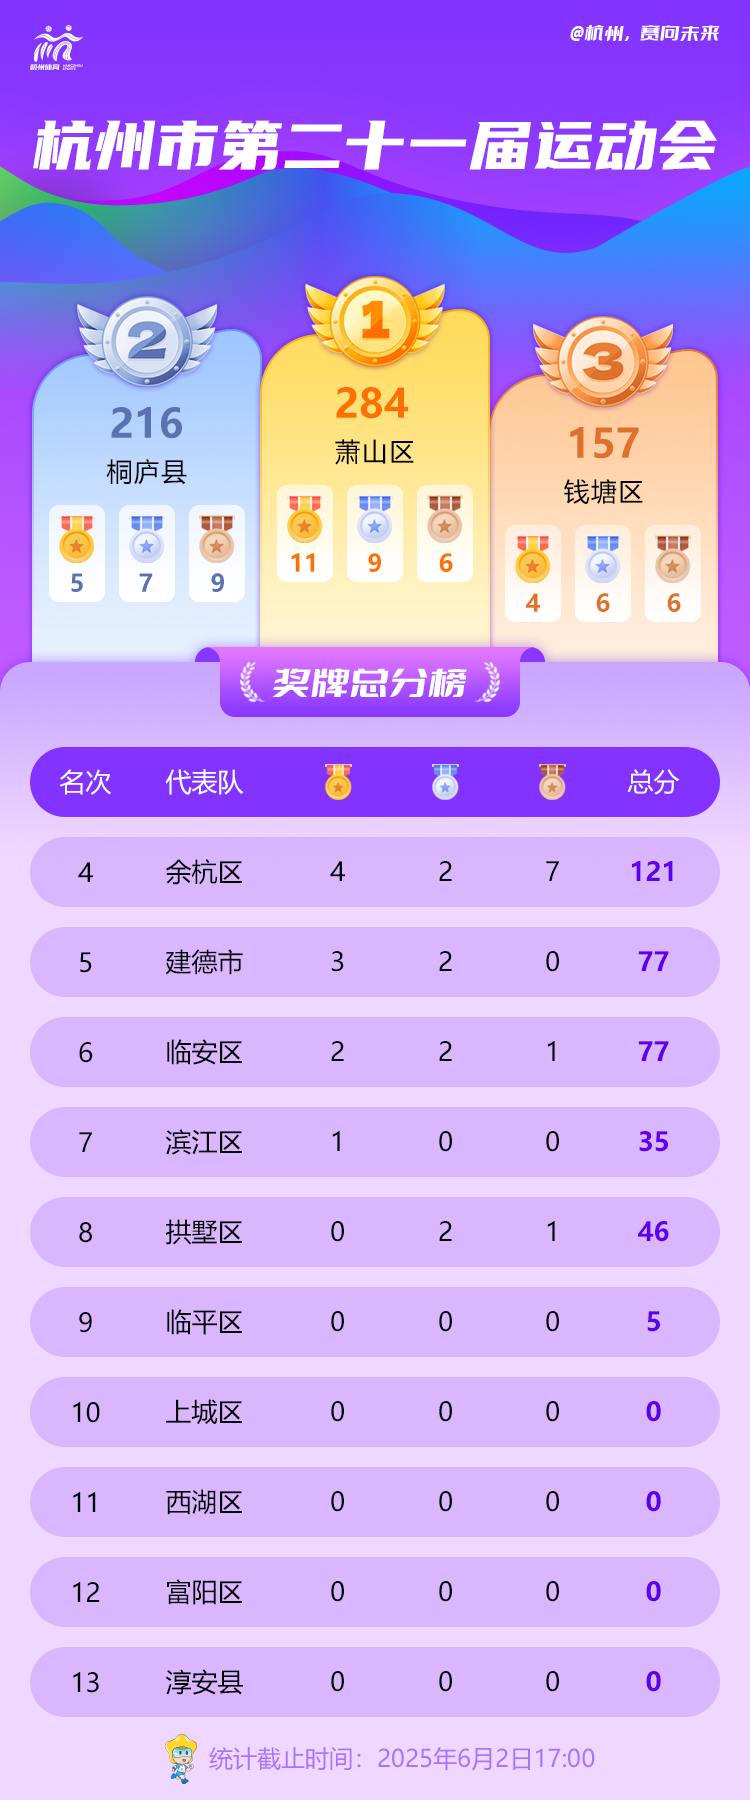 杭州体育
@杭州，赛向未来
杭州市第二十一届运动会
2
216
桐庐县
5 7 9
1
284
萧山区
11 9 6
3
157
钱塘区
4 6 6
奖牌总分榜
名次 代表队 总分
4 余杭区 4 2 7 121
5 建德市 3 2 0 77
6 临安区 2 2 1 77
7 滨江区 1 0 0 35
8 拱墅区 0 2 1 46
9 临平区 0 0 0 5
10 上城区 0 0 0 0
11 西湖区 0 0 0 0
12 富阳区 0 0 0 0
13 淳安县 0 0 0 0
统计截止时间：2025年6月2日17:00